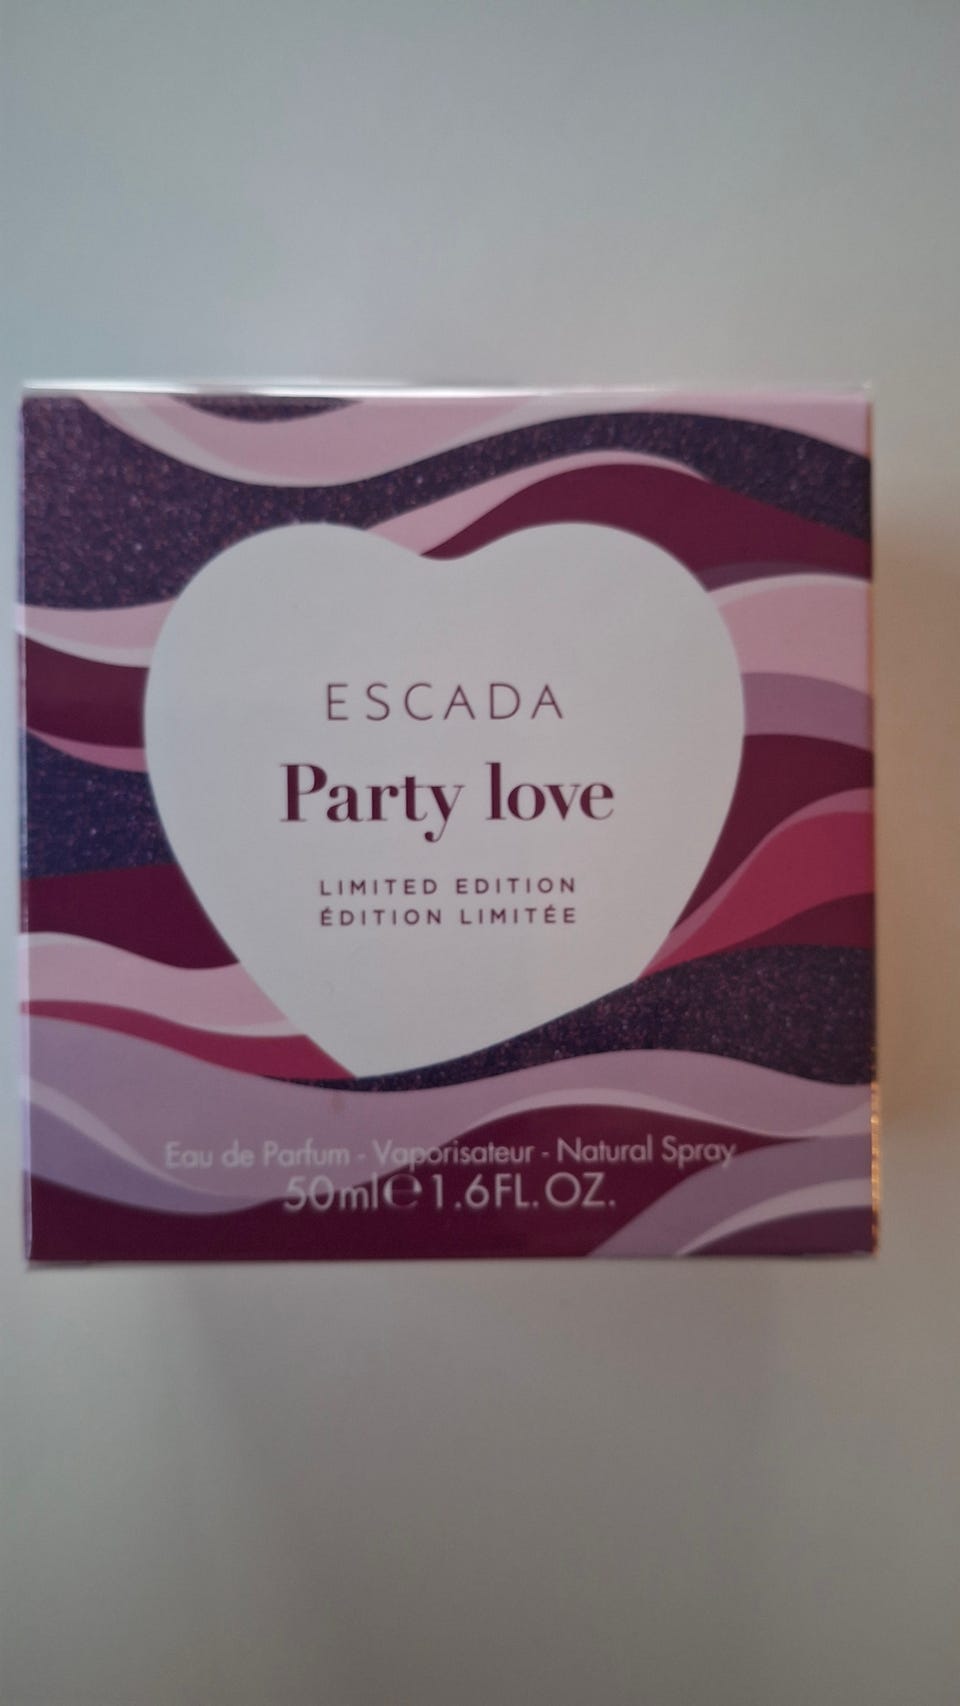 ESCADA
Party love
LIMITED EDITION
ÉDITION LIMITÉE
Eau de Parfum - Vaporisateur - Natural Spray
50ml℮1.6FL.OZ.